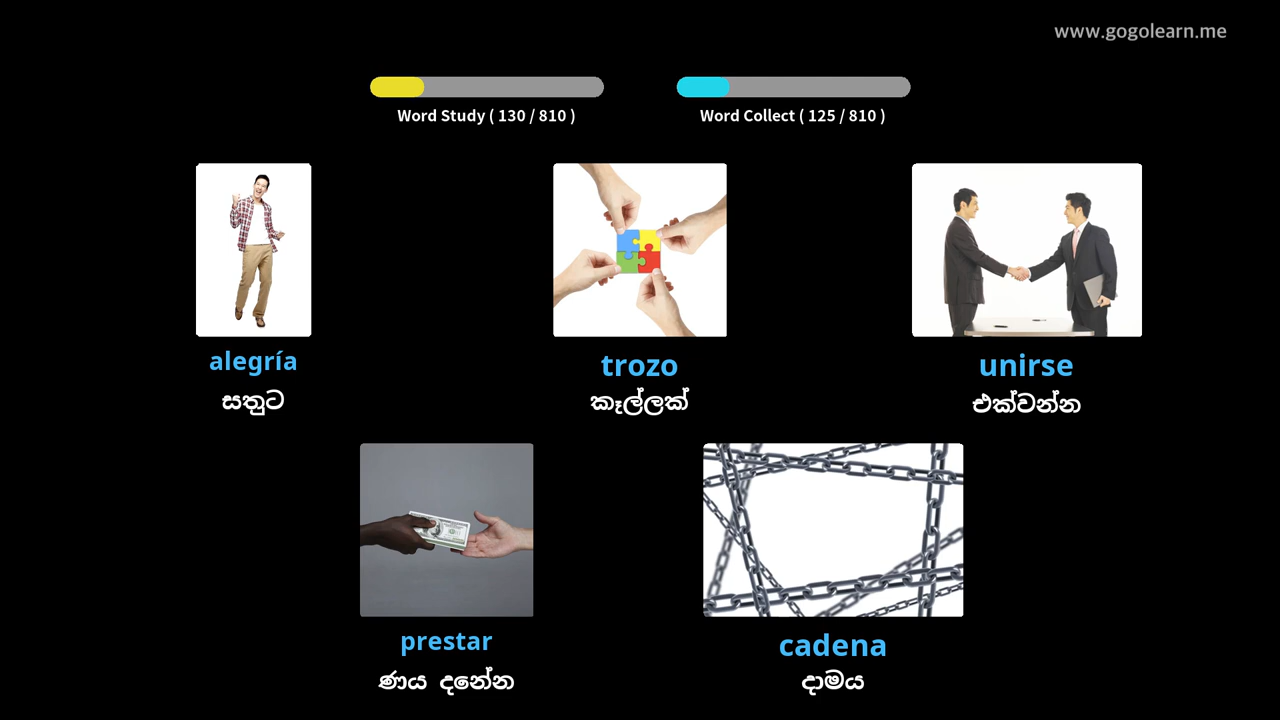 www.gogolearn.me
Word Study ( 130 / 810 )
Word Collect ( 125 / 810 )
alegría
සතුට
trozo
කෑල්ලක්
unirse
එක්වන්න
prestar
ණය දනේන
cadena
දාමය